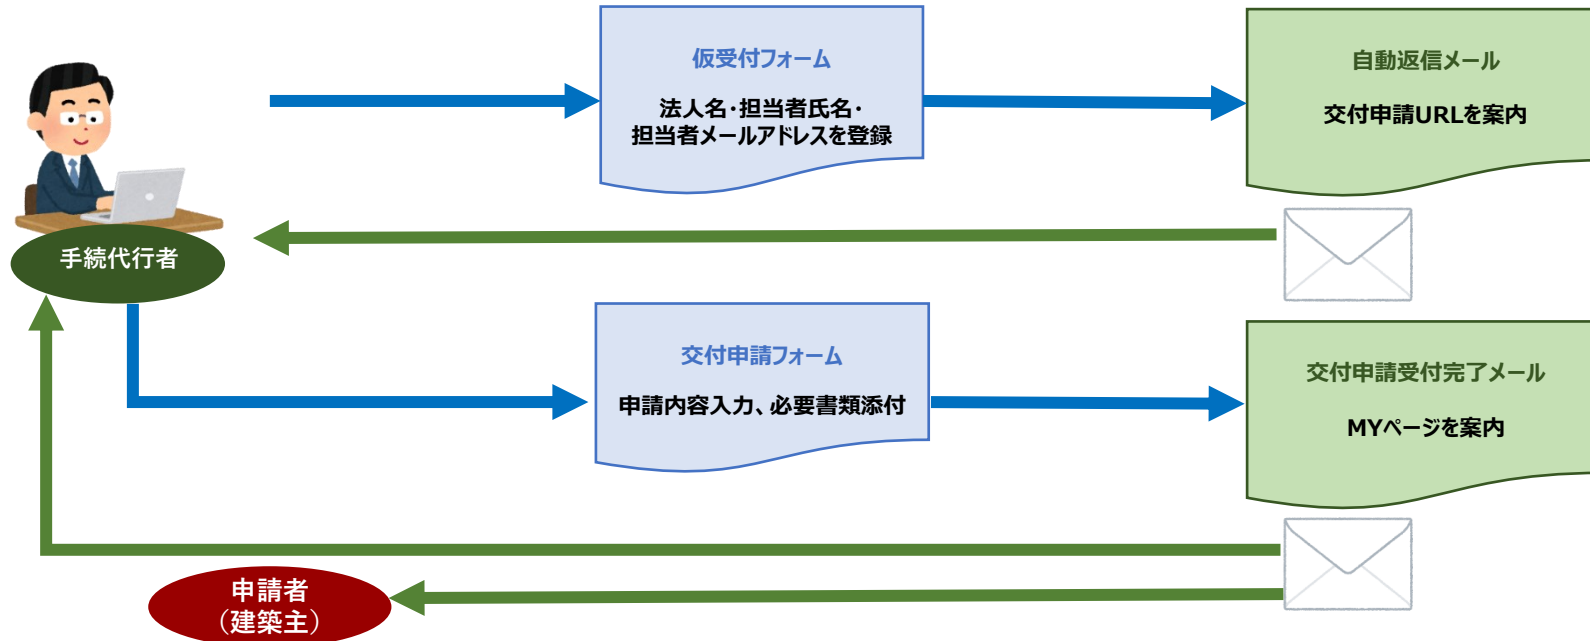 仮受付フォーム
法人名・担当者氏名・
担当者メールアドレスを登録
自動返信メール
交付申請URLを案内
手続代行者
交付申請フォーム
申請内容入力、必要書類添付
交付申請受付完了メール
MYページを案内
申請者
（建築主）